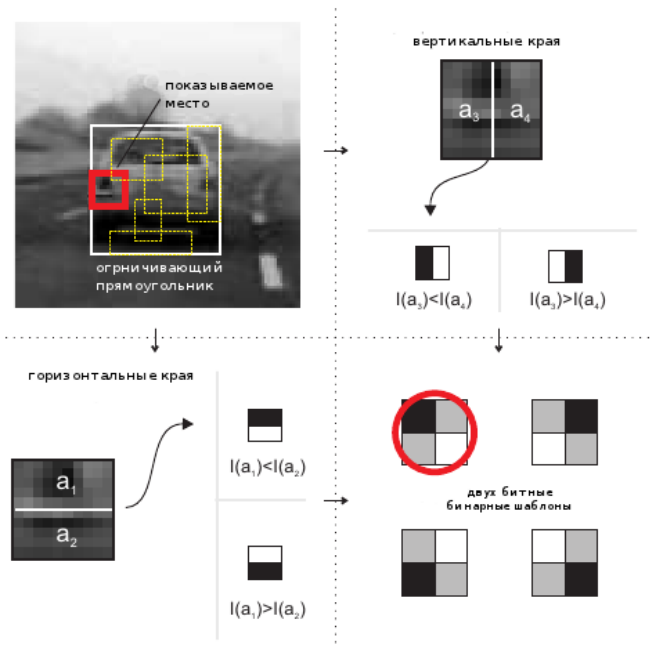 показываемое
место
огрничивающий
прямоугольник
вертикальные края
a₃ a₄
I(a₃)<I(a₄) I(a₃)>I(a₄)
горизонтальные края
a₁
a₂
I(a₁)<I(a₂)
I(a₁)>I(a₂)
двух битные
бинарные шаблоны